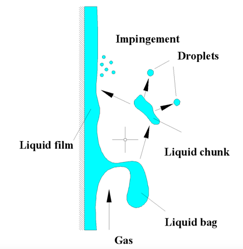 Impingement
Droplets
Liquid film
Liquid chunk
Liquid bag
Gas